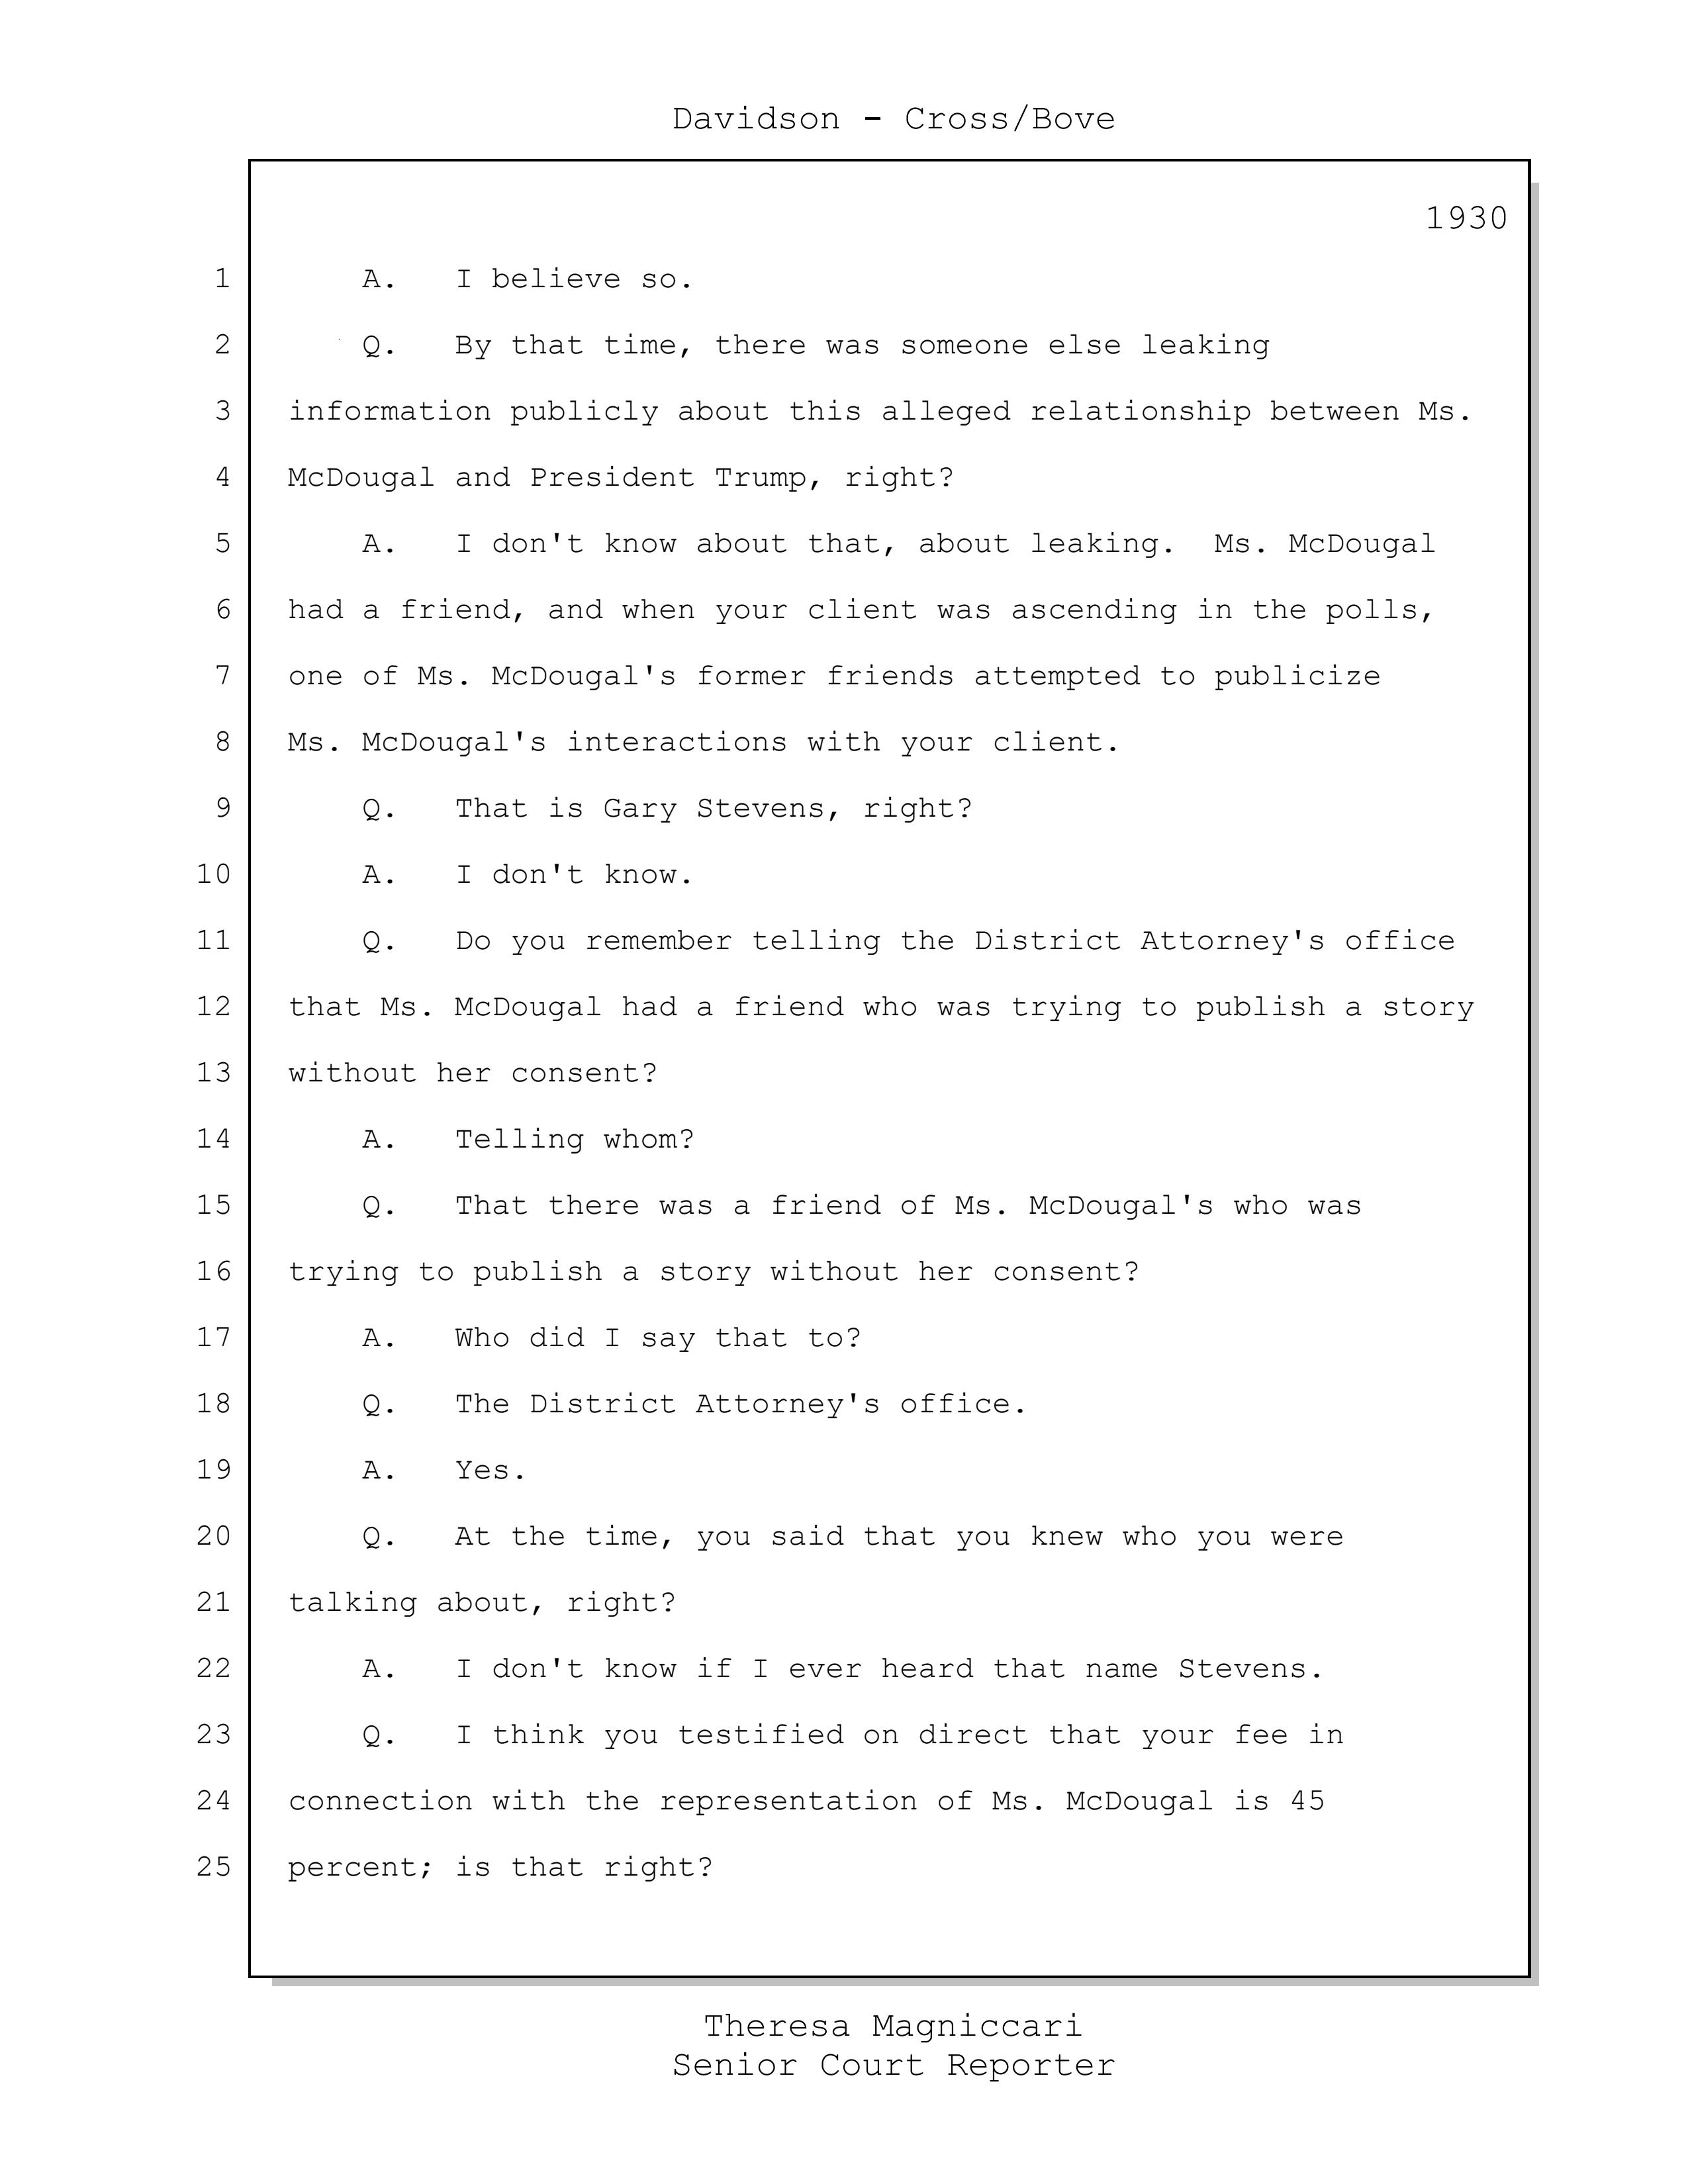 Davidson - Cross/Bove
1930
1 A. I believe so.
2 Q. By that time, there was someone else leaking
3 information publicly about this alleged relationship between Ms.
4 McDougal and President Trump, right?
5 A. I don't know about that, about leaking. Ms. McDougal
6 had a friend, and when your client was ascending in the polls,
7 one of Ms. McDougal's former friends attempted to publicize
8 Ms. McDougal's interactions with your client.
9 Q. That is Gary Stevens, right?
10 A. I don't know.
11 Q. Do you remember telling the District Attorney's office
12 that Ms. McDougal had a friend who was trying to publish a story
13 without her consent?
14 A. Telling whom?
15 Q. That there was a friend of Ms. McDougal's who was
16 trying to publish a story without her consent?
17 A. Who did I say that to?
18 Q. The District Attorney's office.
19 A. Yes.
20 Q. At the time, you said that you knew who you were
21 talking about, right?
22 A. I don't know if I ever heard that name Stevens.
23 Q. I think you testified on direct that your fee in
24 connection with the representation of Ms. McDougal is 45
25 percent; is that right?
Theresa Magniccari
Senior Court Reporter